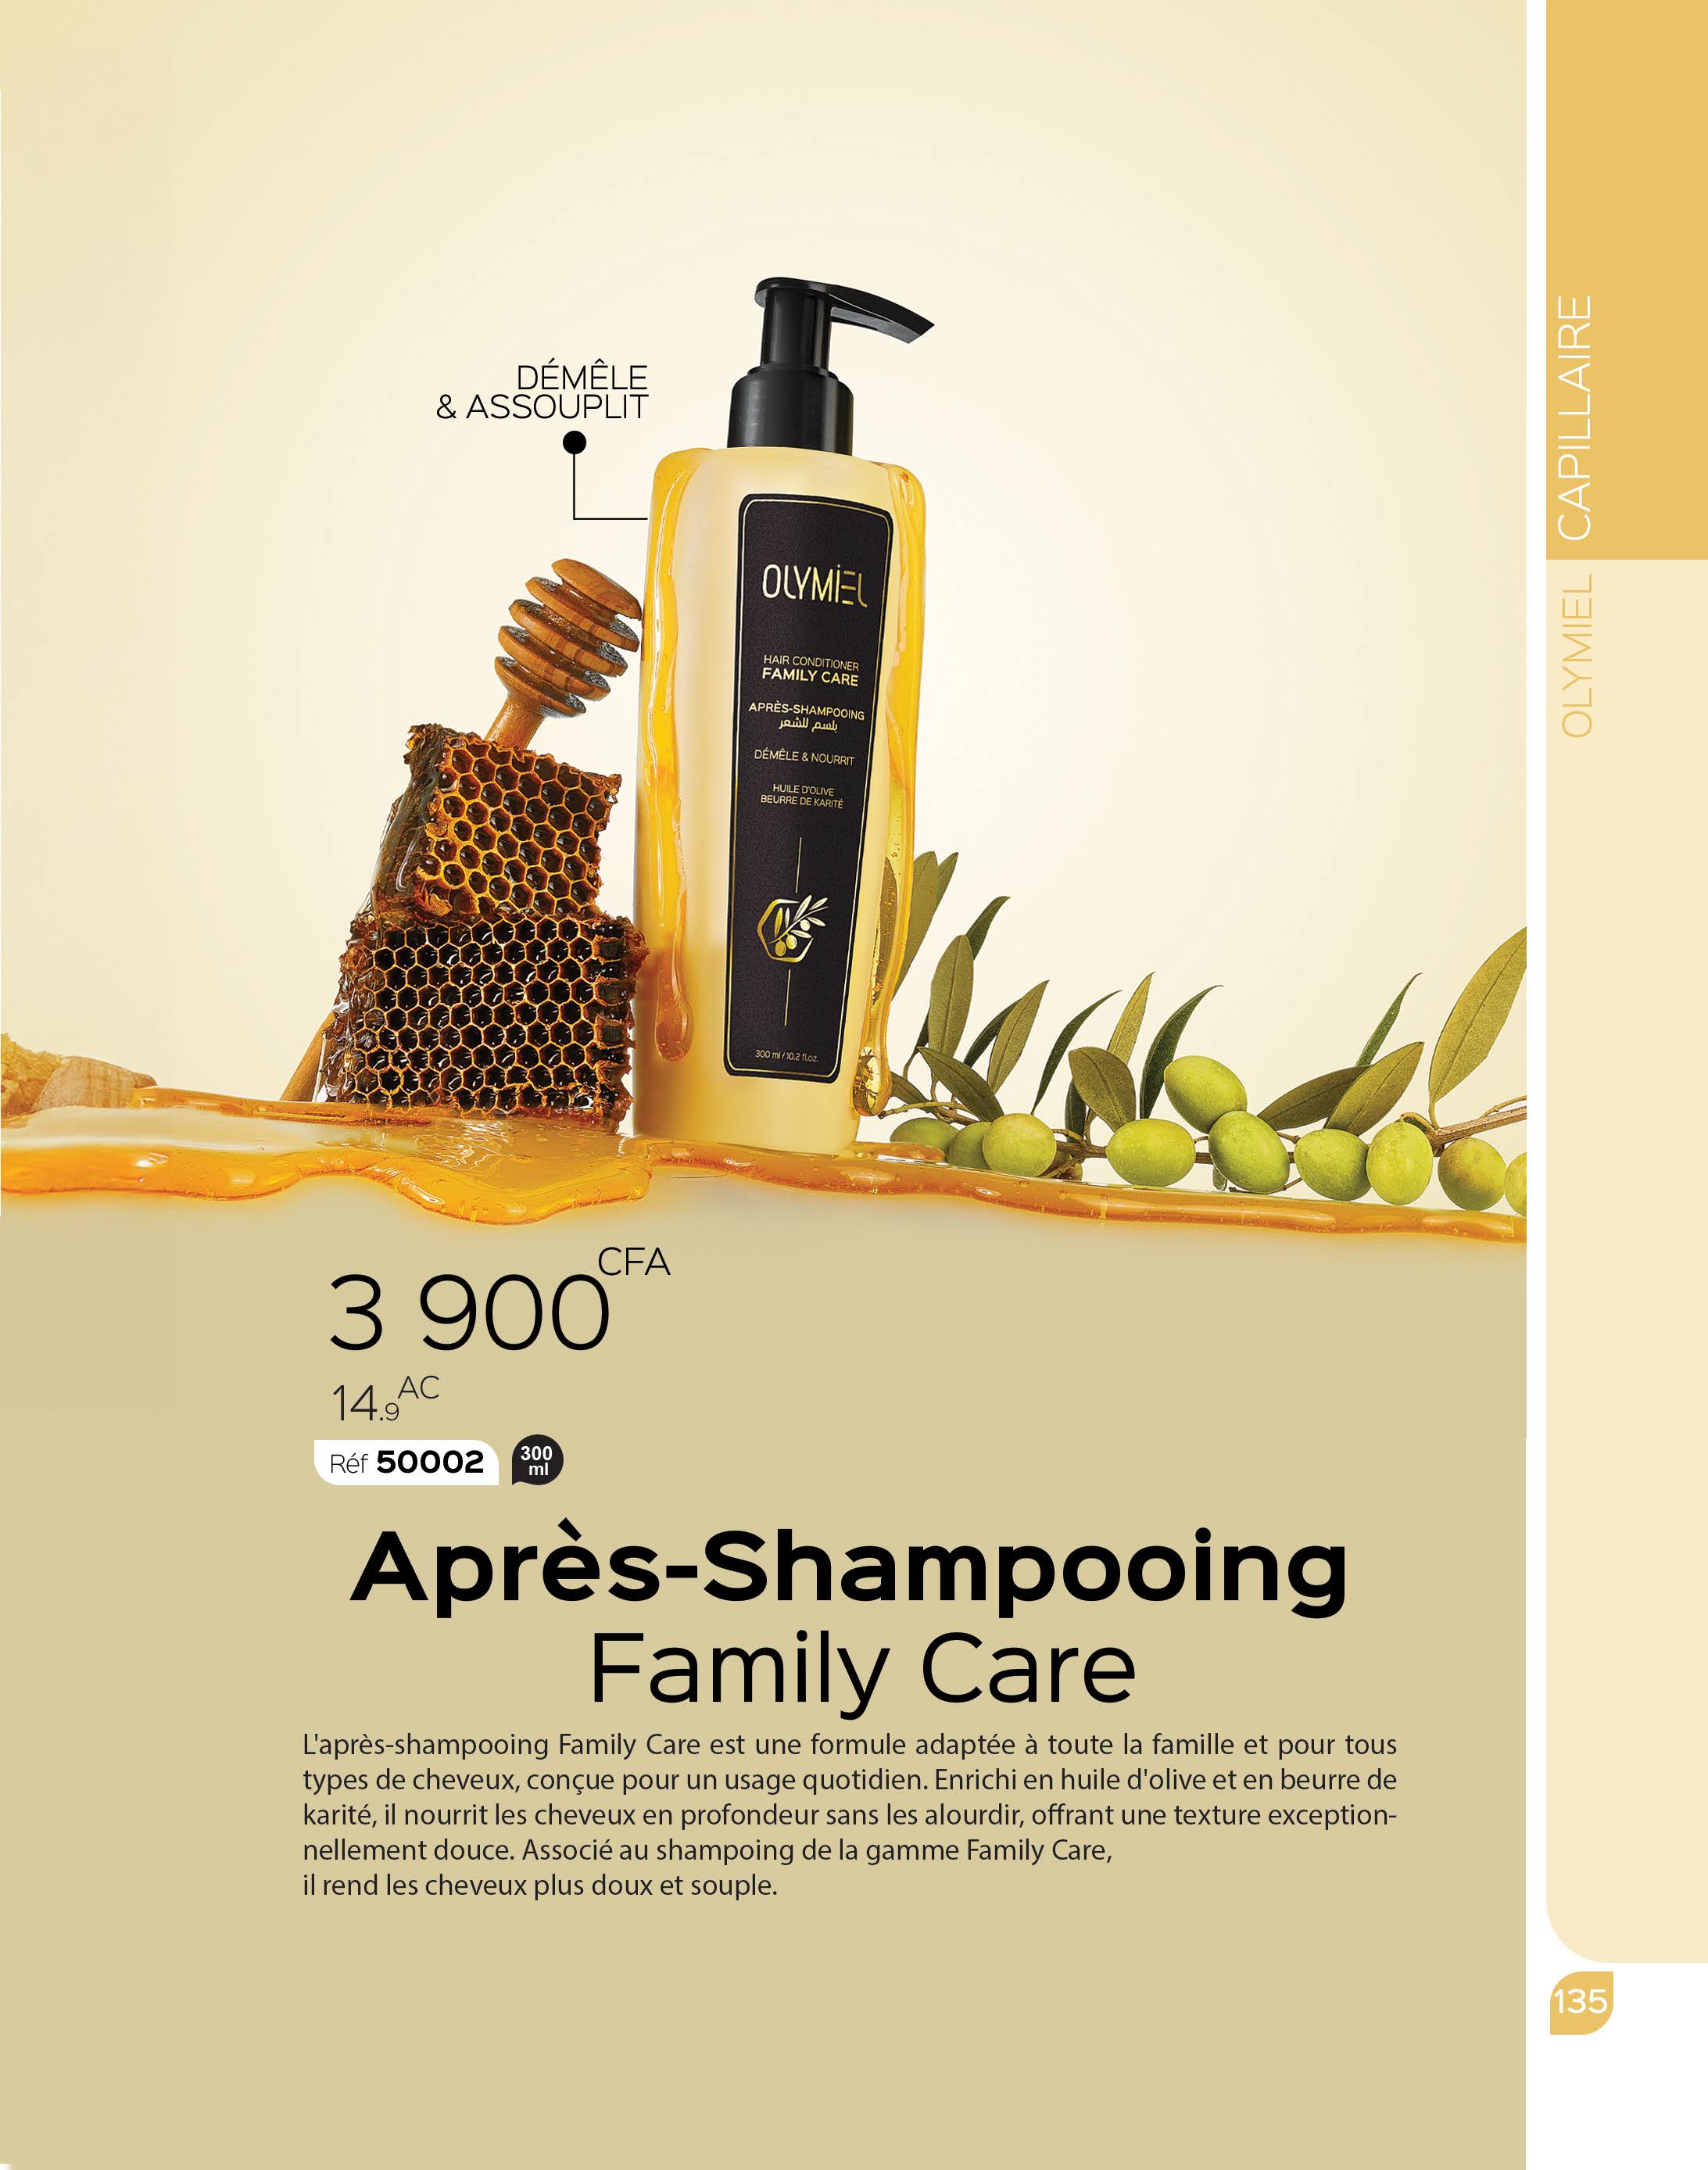 DÉMÊLE
& ASSOUPLIT
OLYMIEL
HAIR CONDITIONER
FAMILY CARE
APRÈS-SHAMPOOING
بلسم للشعر
DÉMÊLE & NOURRIT
HUILE D'OLIVE
BEURRE DE KARITÉ
300 ml / 10.2 fl.oz.
3 900 CFA
14.9 AC
Réf 50002
300
ml
Après-Shampooing
Family Care
L'après-shampooing Family Care est une formule adaptée à toute la famille et pour tous
types de cheveux, conçue pour un usage quotidien. Enrichi en huile d'olive et en beurre de
karité, il nourrit les cheveux en profondeur sans les alourdir, offrant une texture exception-
nellement douce. Associé au shampoing de la gamme Family Care,
il rend les cheveux plus doux et souple.
OLYMIEL CAPILLAIRE
135